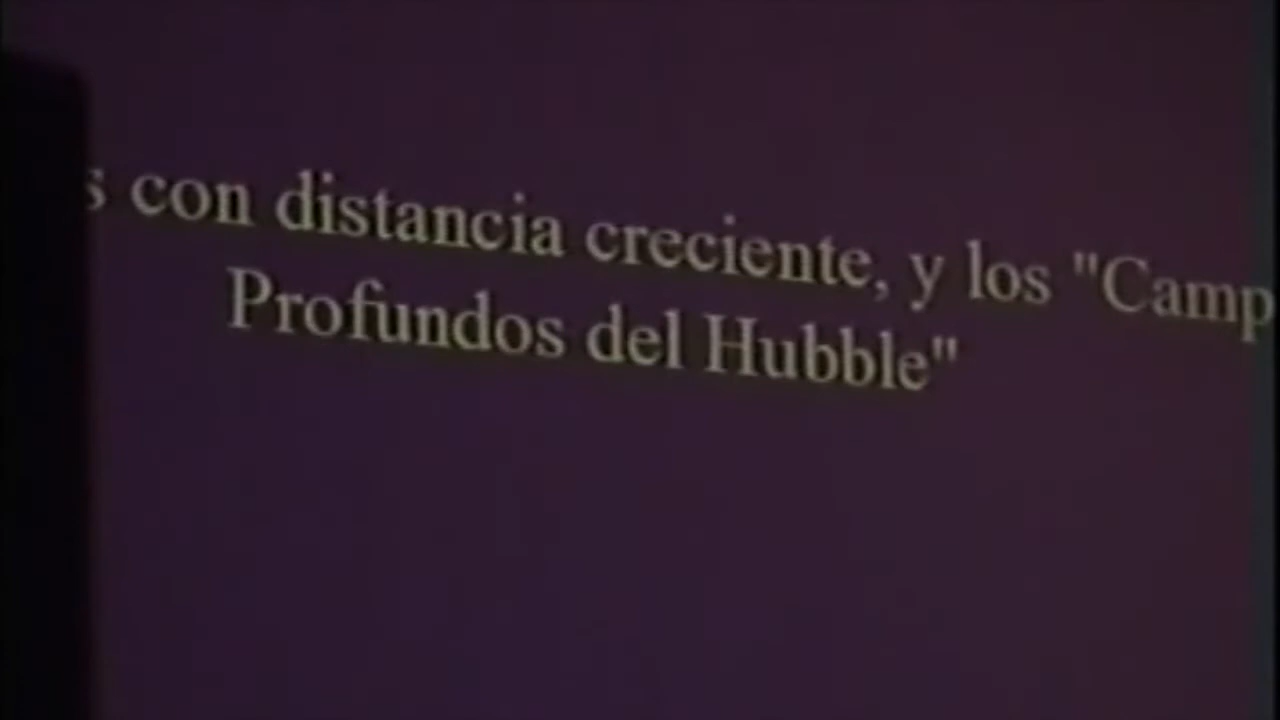 con distancia creciente, y los "Camp
Profundos del Hubble"